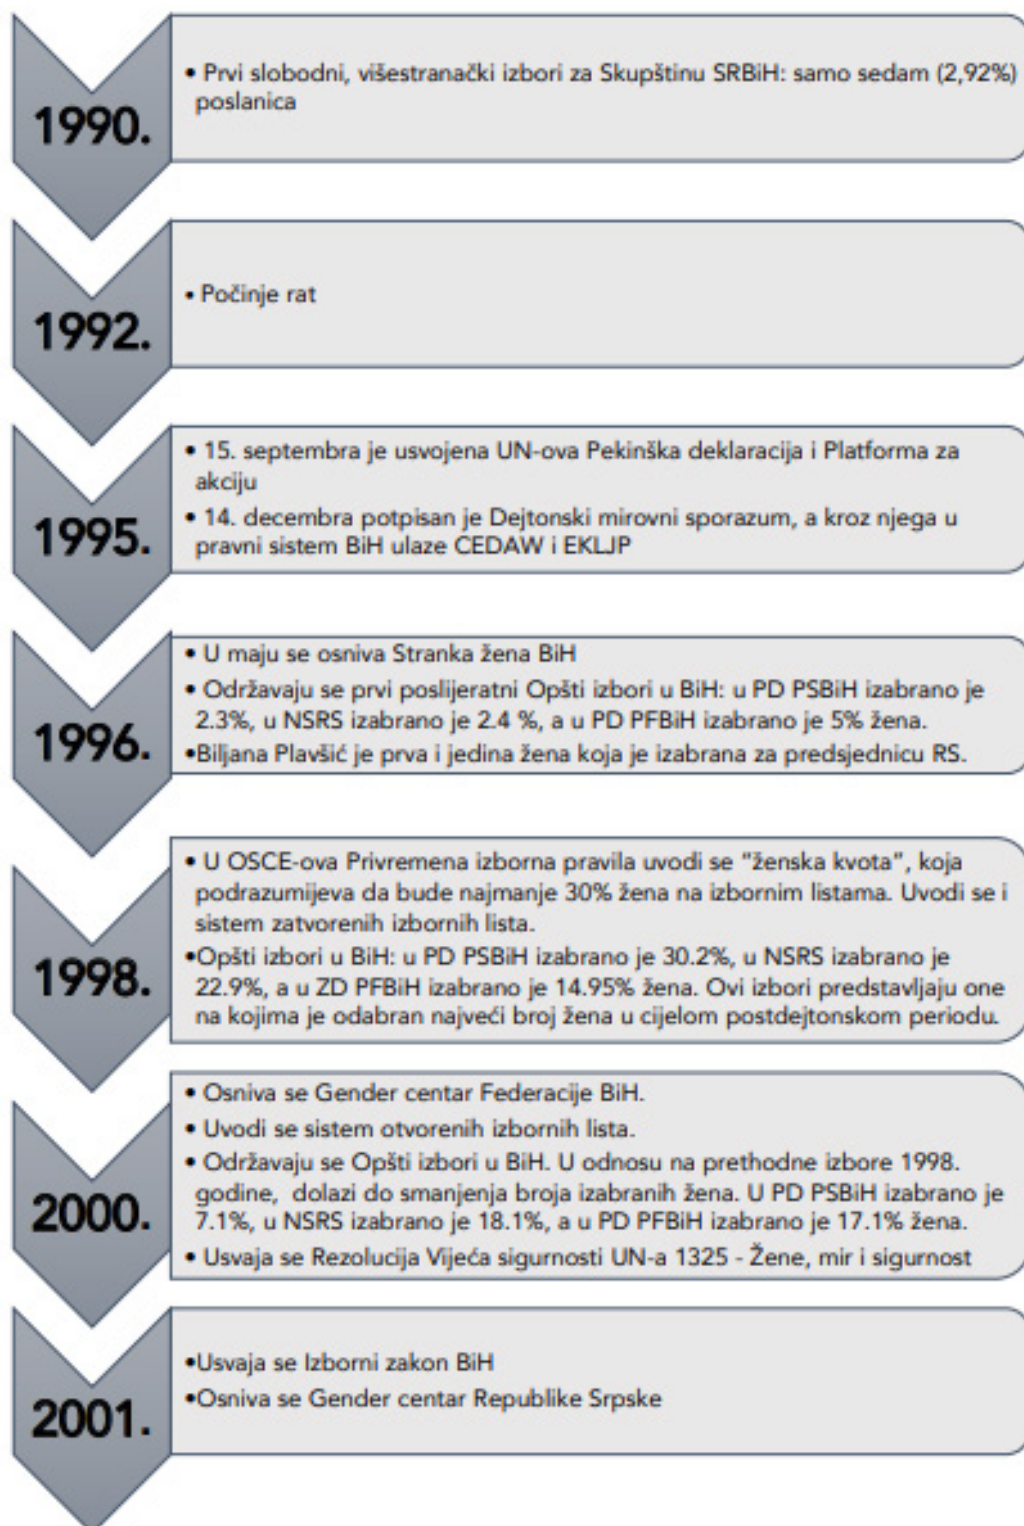 1990.
• Prvi slobodni, višestranački izbori za Skupštinu SRBiH: samo sedam (2,92%)
poslanica
1992.
• Počinje rat
1995.
• 15. septembra je usvojena UN-ova Pekinška deklaracija i Platforma za
akciju
• 14. decembra potpisan je Dejtonski mirovni sporazum, a kroz njega u
pravni sistem BiH ulaze CEDAW i EKLJP
1996.
• U maju se osniva Stranka žena BiH
• Održavaju se prvi poslijeratni Opšti izbori u BiH: u PD PSBiH izabrano je
2.3%, u NSRS izabrano je 2.4 %, a u PD PFBiH izabrano je 5% žena.
•Biljana Plavšić je prva i jedina žena koja je izabrana za predsjednicu RS.
1998.
• U OSCE-ova Privremena izborna pravila uvodi se "ženska kvota", koja
podrazumijeva da bude najmanje 30% žena na izbornim listama. Uvodi se i
sistem zatvorenih izbornih lista.
•Opšti izbori u BiH: u PD PSBiH izabrano je 30.2%, u NSRS izabrano je
22.9%, a u ZD PFBiH izabrano je 14.95% žena. Ovi izbori predstavljaju one
na kojima je odabran najveći broj žena u cijelom postdejtonskom periodu.
2000.
• Osniva se Gender centar Federacije BiH.
• Uvodi se sistem otvorenih izbornih lista.
• Održavaju se Opšti izbori u BiH. U odnosu na prethodne izbore 1998.
godine, dolazi do smanjenja broja izabranih žena. U PD PSBiH izabrano je
7.1%, u NSRS izabrano je 18.1%, a u PD PFBiH izabrano je 17.1% žena.
• Usvaja se Rezolucija Vijeća sigurnosti UN-a 1325 - Žene, mir i sigurnost
2001.
•Usvaja se Izborni zakon BiH
•Osniva se Gender centar Republike Srpske